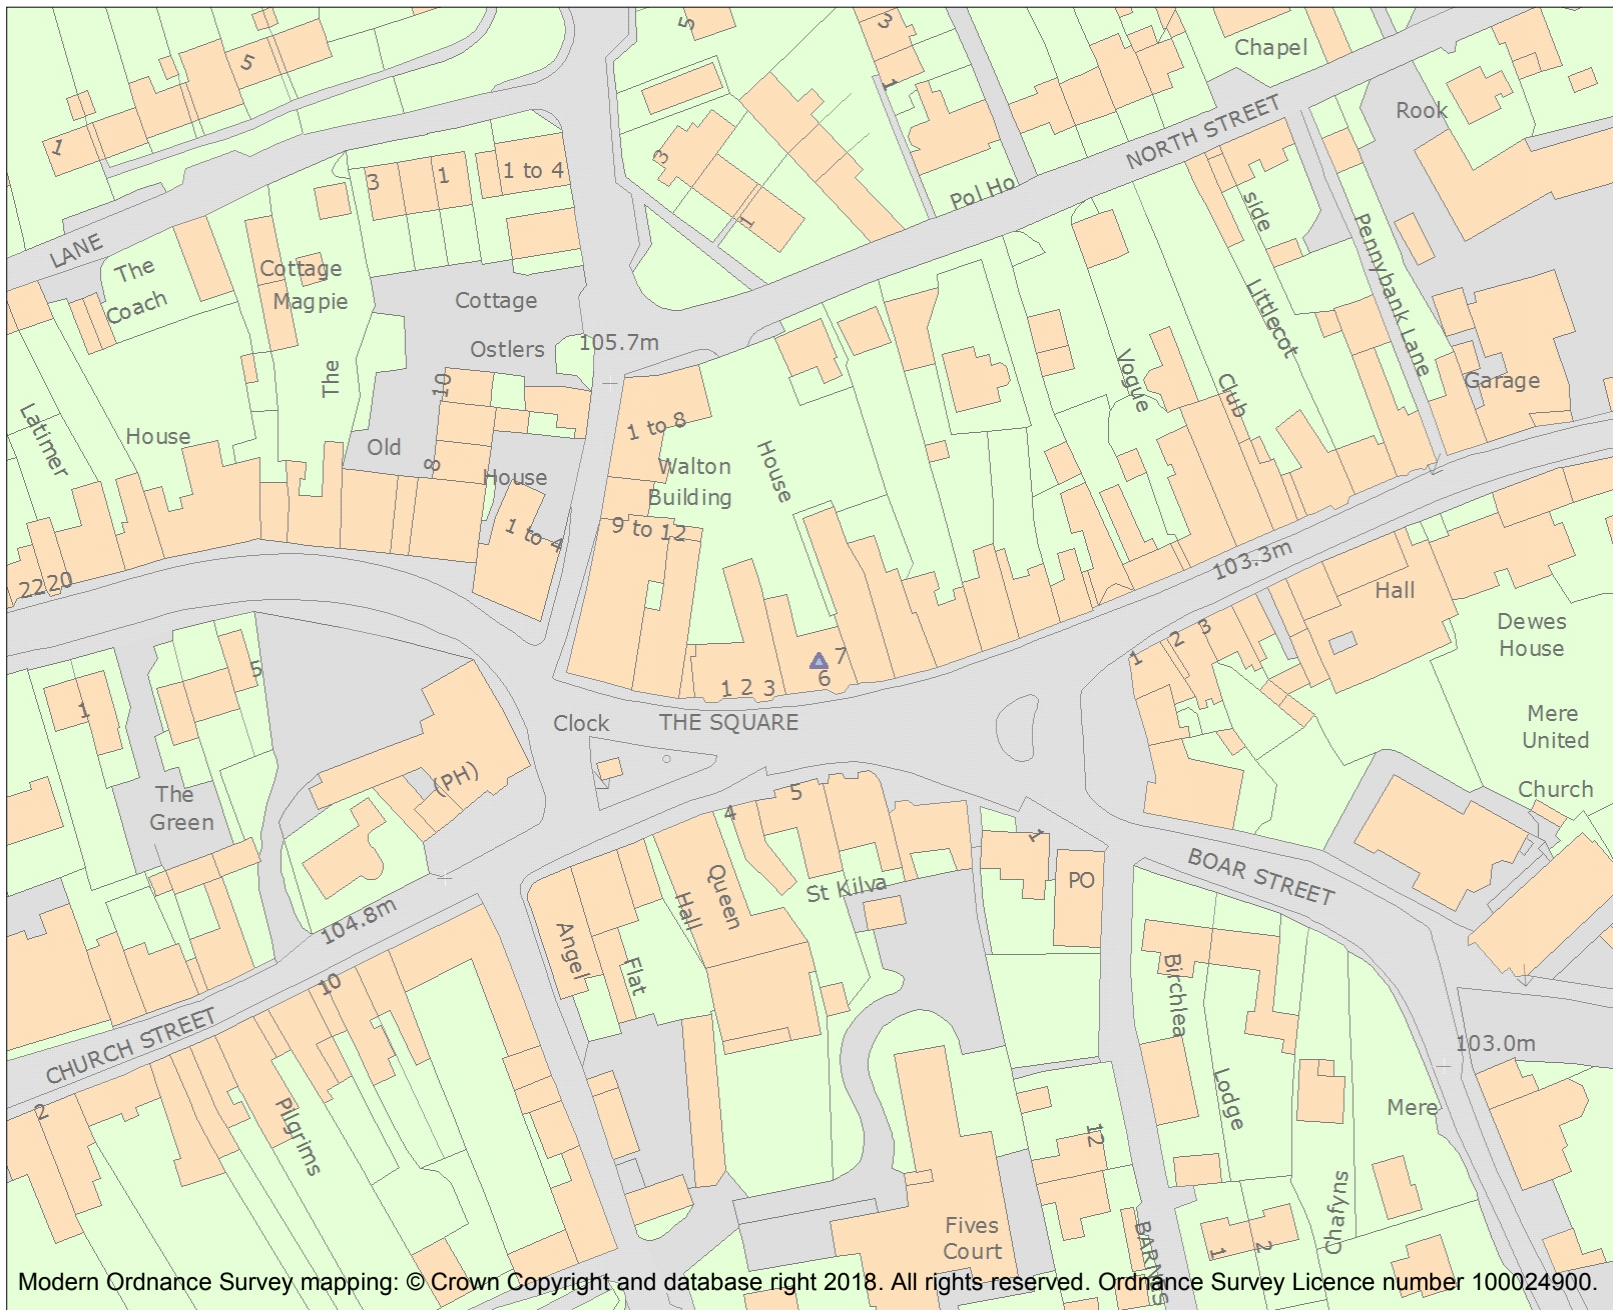 5
3
5
Chapel
1
1
NORTH STREET
Rook
3
1
1 to 4
3
Pol Ho
1
side
Pennybank Lane
LANE
The
Coach
Cottage
Magpie
Cottage
Littlecot
105.7m
Ostlers
The
10
Vogue
Club
Garage
Latimer
House
Old
8
House
1 to 8
Walton
Building
House
1 to 4
9 to 12
2220
103.3m
Hall
Dewes
House
1
2
3
5
7
6
1
1 2 3
Clock
THE SQUARE
Mere
United
Church
(PH)
The
Green
5
4
1
Queen
Hall
St Kilva
PO
BOAR STREET
104.8m
Angel
Flat
Birchlea
10
CHURCH STREET
103.0m
2
Pilgrims
Lodge
Mere
12
Chafyns
Fives
Court
BARNES
1
2
Modern Ordnance Survey mapping: © Crown Copyright and database right 2018. All rights reserved. Ordnance Survey Licence number 100024900.